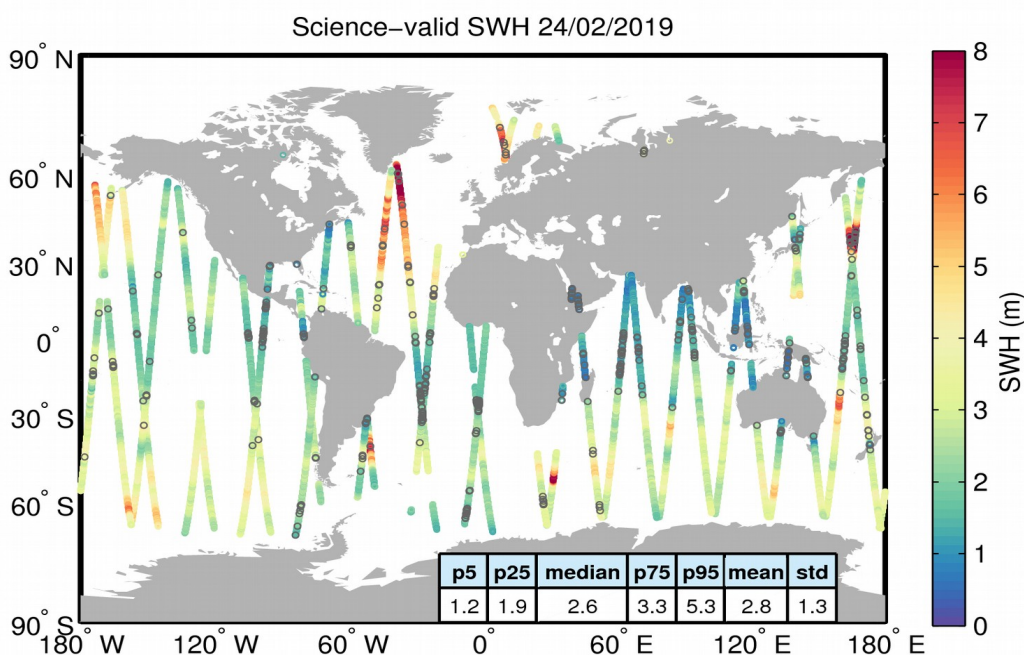 Science−valid SWH 24/02/2019
90° N
60° N
30° N
0°
30° S
60° S
90° S
180° W
120° W
60° W
0°
60° E
120° E
180° E
p5 p25 median p75 p95 mean std
1.2 1.9 2.6 3.3 5.3 2.8 1.3
8
7
6
5
4
3
2
1
0
SWH (m)